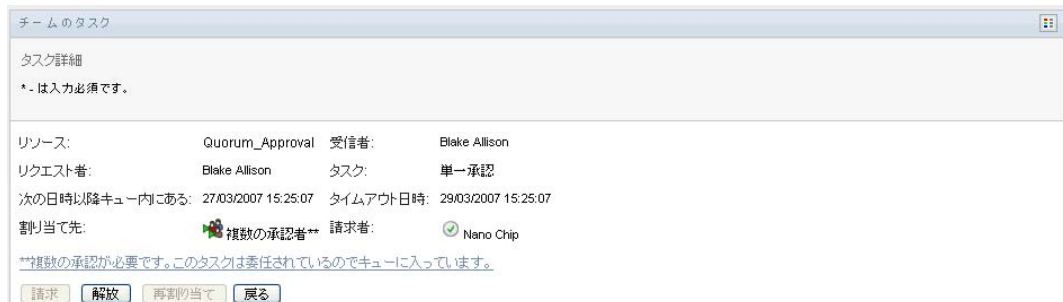 チームのタスク
タスク詳細
* - は入力必須です。
リソース: Quorum_Approval 受信者: Blake Allison
リクエスト者: Blake Allison タスク: 単一承認
次の日時以降キュー内にある: 27/03/2007 15:25:07 タイムアウト日時: 29/03/2007 15:25:07
割り当て先: 複数の承認者** 請求者: Nano Chip
**複数の承認が必要です。このタスクは委任されているのでキューに入っています。
請求 解放 再割り当て 戻る